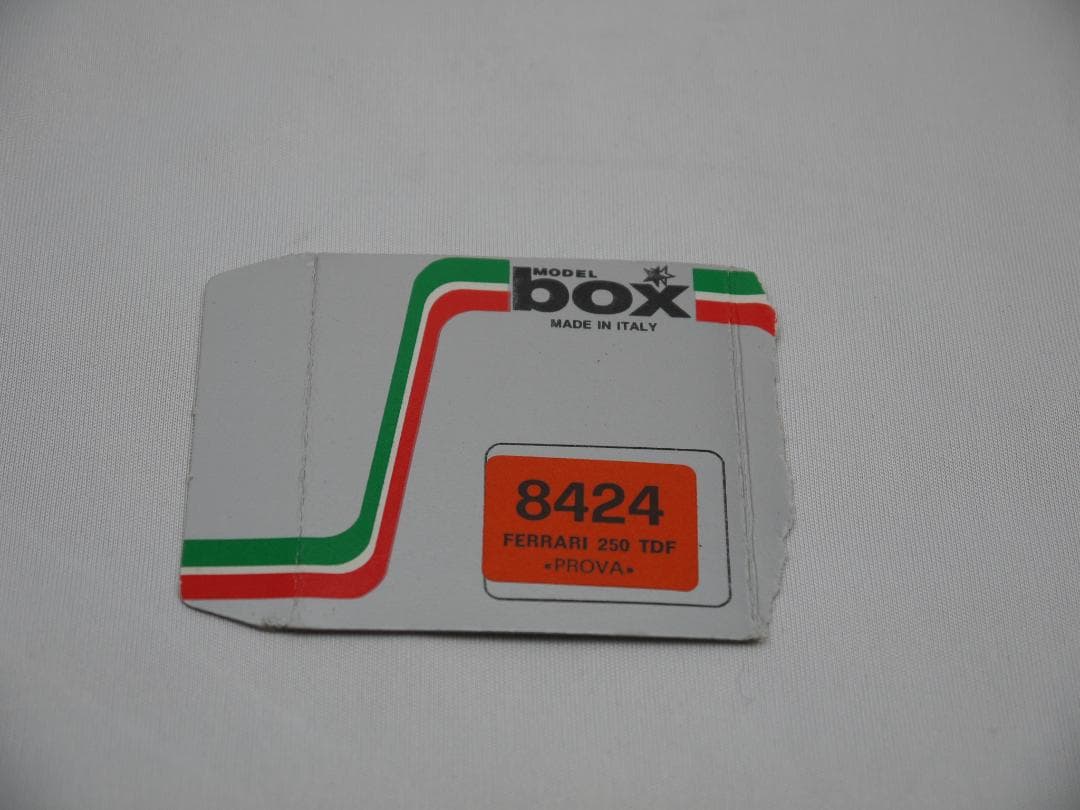 MODEL
box
MADE IN ITALY
8424
FERRARI 250 TDF
«PROVA»